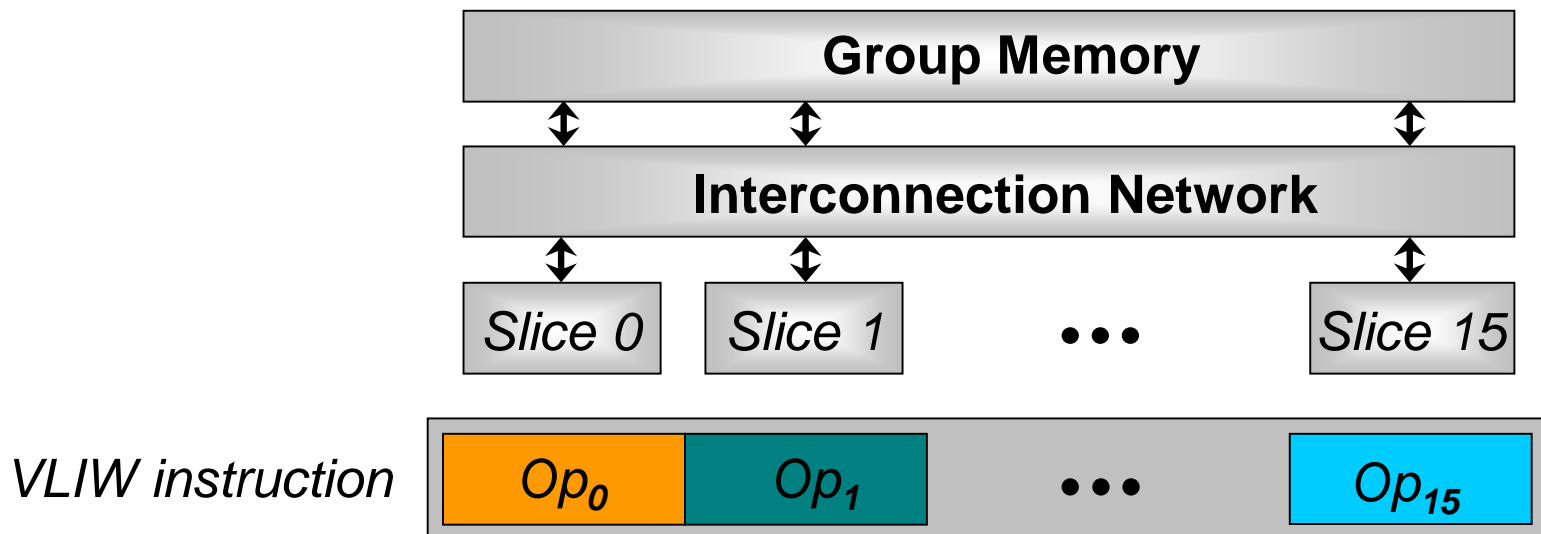 Group Memory
Interconnection Network
Slice 0 Slice 1 ••• Slice 15
VLIW instruction Op0 Op1 ••• Op15